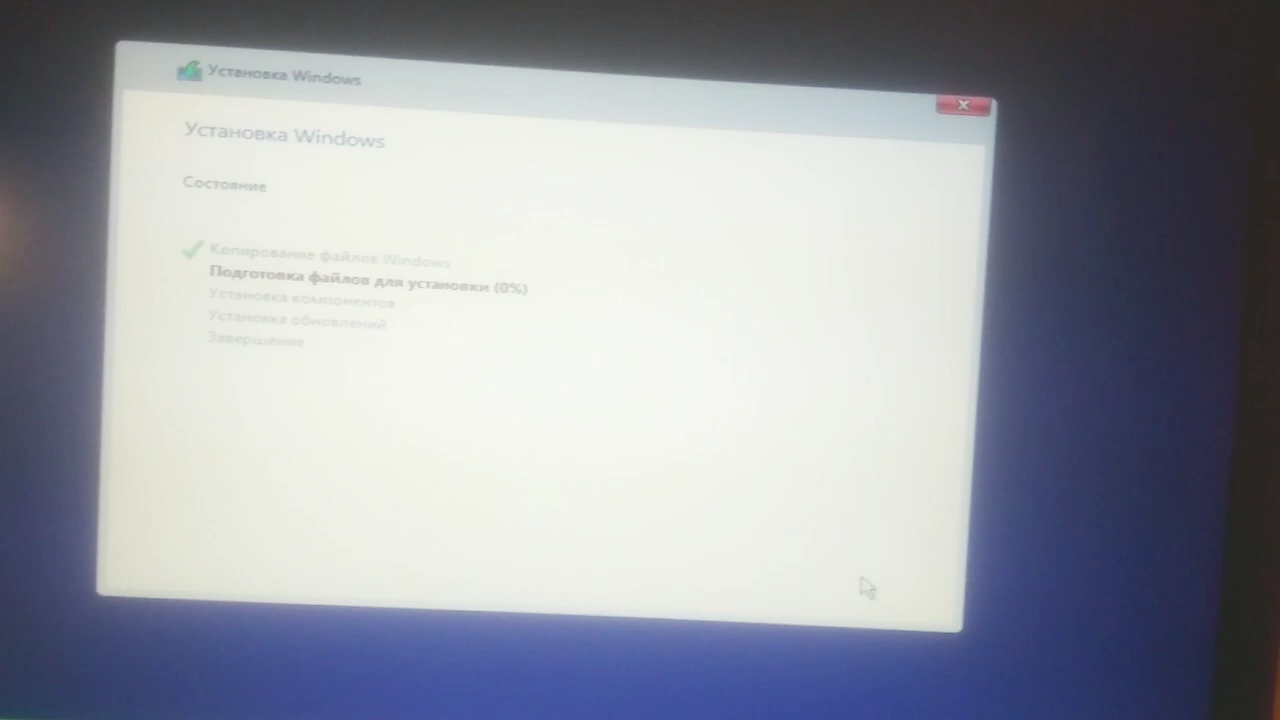 Установка Windows
Установка Windows
Состояние
Копирование файлов Windows
Подготовка файлов для установки (0%)
Установка компонентов
Установка обновлений
Завершение